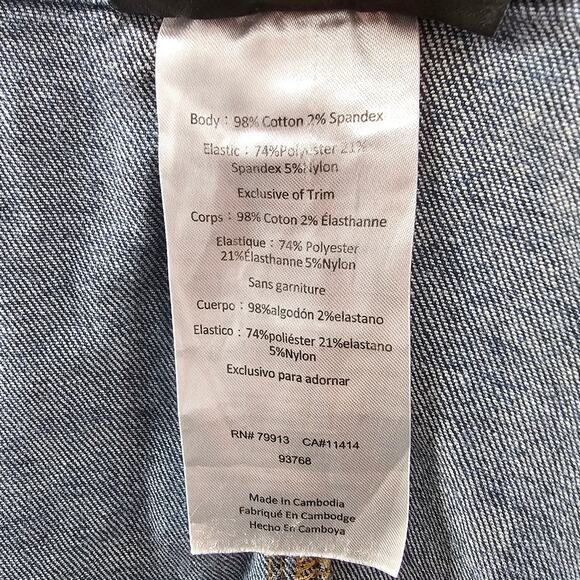 Body : 98% Cotton 2% Spandex
Elastic : 74%Polyester 21%
Spandex 5%Nylon
Exclusive of Trim
Corps : 98% Coton 2% Élasthanne
Elastique : 74% Polyester
21%Élasthanne 5%Nylon
Sans garniture
Cuerpo : 98%algodón 2%elastano
Elastico : 74%poliéster 21%elastano
5%Nylon
Exclusivo para adornar
RN# 79913 CA#11414
93768
Made In Cambodia
Fabriqué En Cambodge
Hecho En Camboya